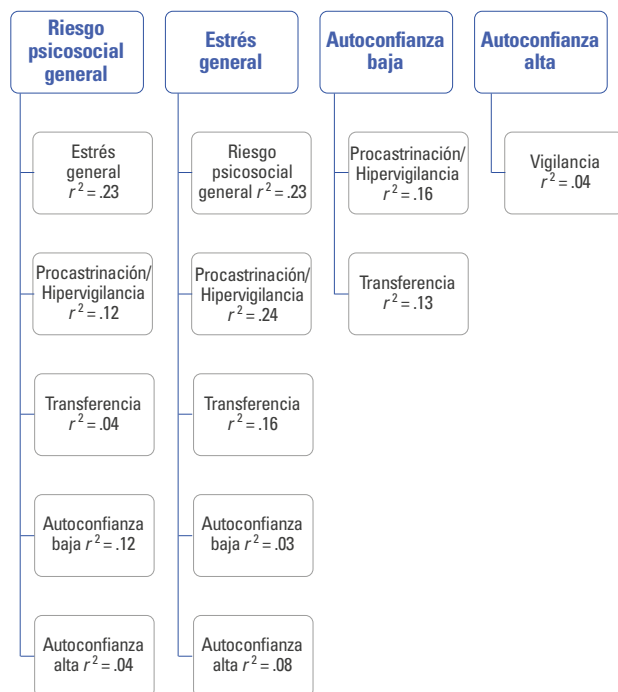 Riesgo
psicosocial
general
Estrés
general
r² = .23
Procastrinación/
Hipervigilancia
r² = .12
Transferencia
r² = .04
Autoconfianza
baja r² = .12
Autoconfianza
alta r² = .04
Estrés
general
Riesgo
psicosocial
general r² = .23
Procastrinación/
Hipervigilancia
r² = .24
Transferencia
r² = .16
Autoconfianza
baja r² = .03
Autoconfianza
alta r² = .08
Autoconfianza
baja
Procastrinación/
Hipervigilancia
r² = .16
Transferencia
r² = .13
Autoconfianza
alta
Vigilancia
r² = .04